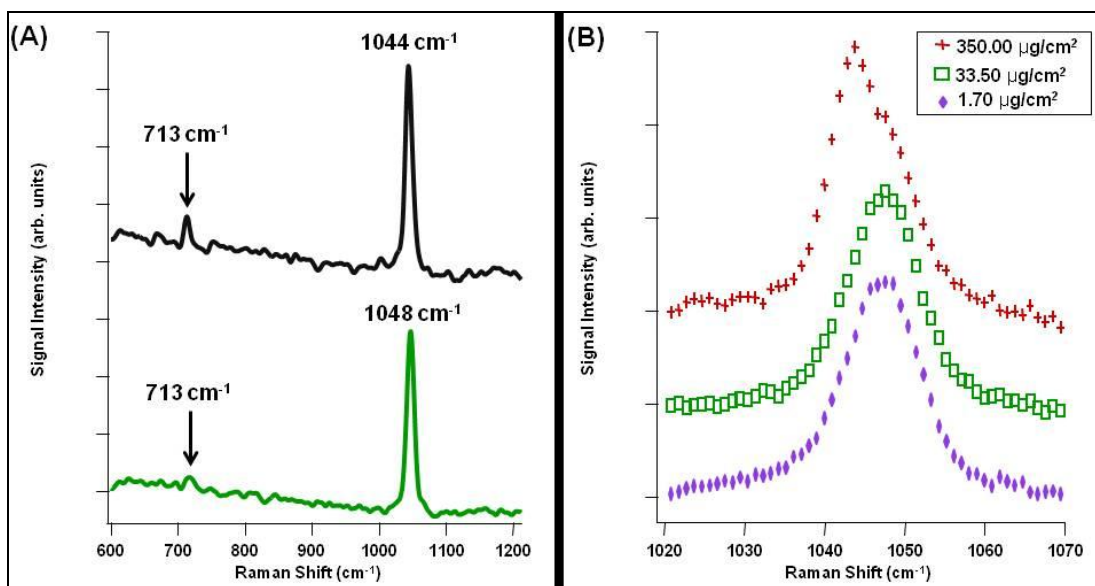 (A)
1044 cm⁻¹
713 cm⁻¹
1048 cm⁻¹
713 cm⁻¹
Signal Intensity (arb. units)
600 700 800 900 1000 1100 1200
Raman Shift (cm⁻¹)
(B)
350.00 µg/cm²
33.50 µg/cm²
1.70 µg/cm²
Signal Intensity (arb. units)
1020 1030 1040 1050 1060 1070
Raman Shift (cm⁻¹)